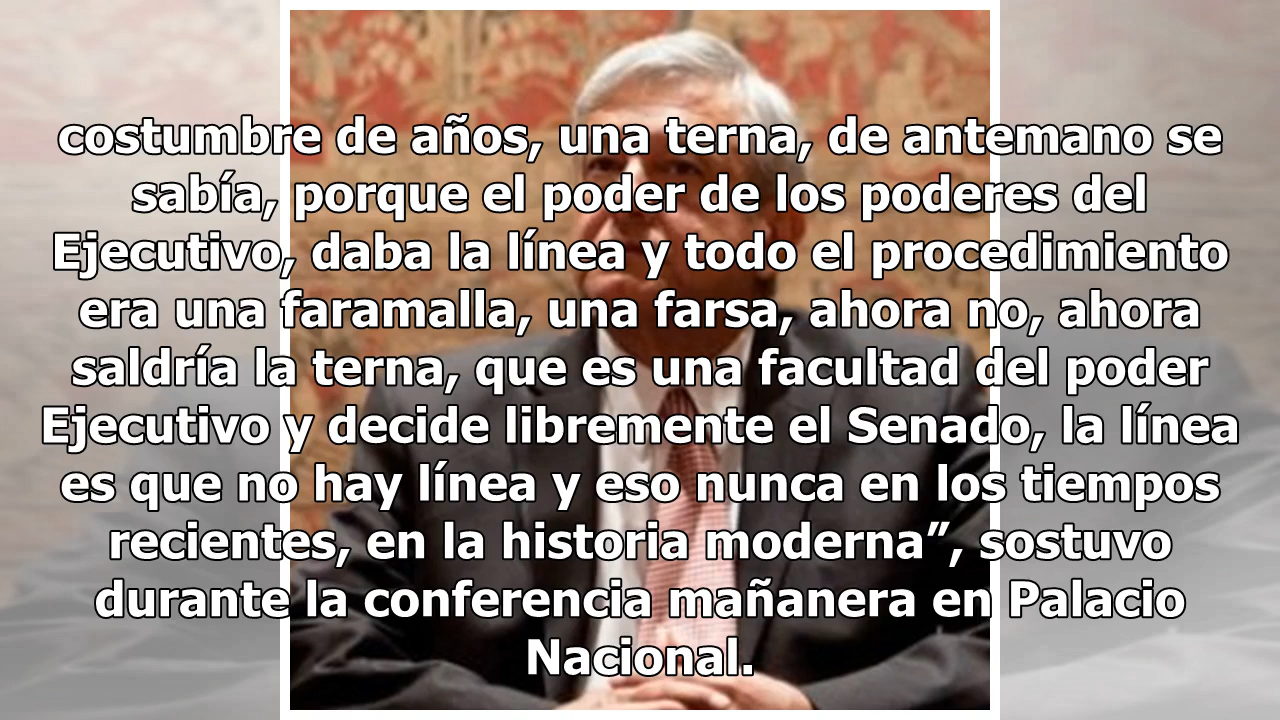 costumbre de años, una terna, de antemano se
sabía, porque el poder de los poderes del
Ejecutivo, daba la línea y todo el procedimiento
era una faramalla, una farsa, ahora no, ahora
saldría la terna, que es una facultad del poder
Ejecutivo y decide libremente el Senado, la línea
es que no hay línea y eso nunca en los tiempos
recientes, en la historia moderna”, sostuvo
durante la conferencia mañanera en Palacio
Nacional.